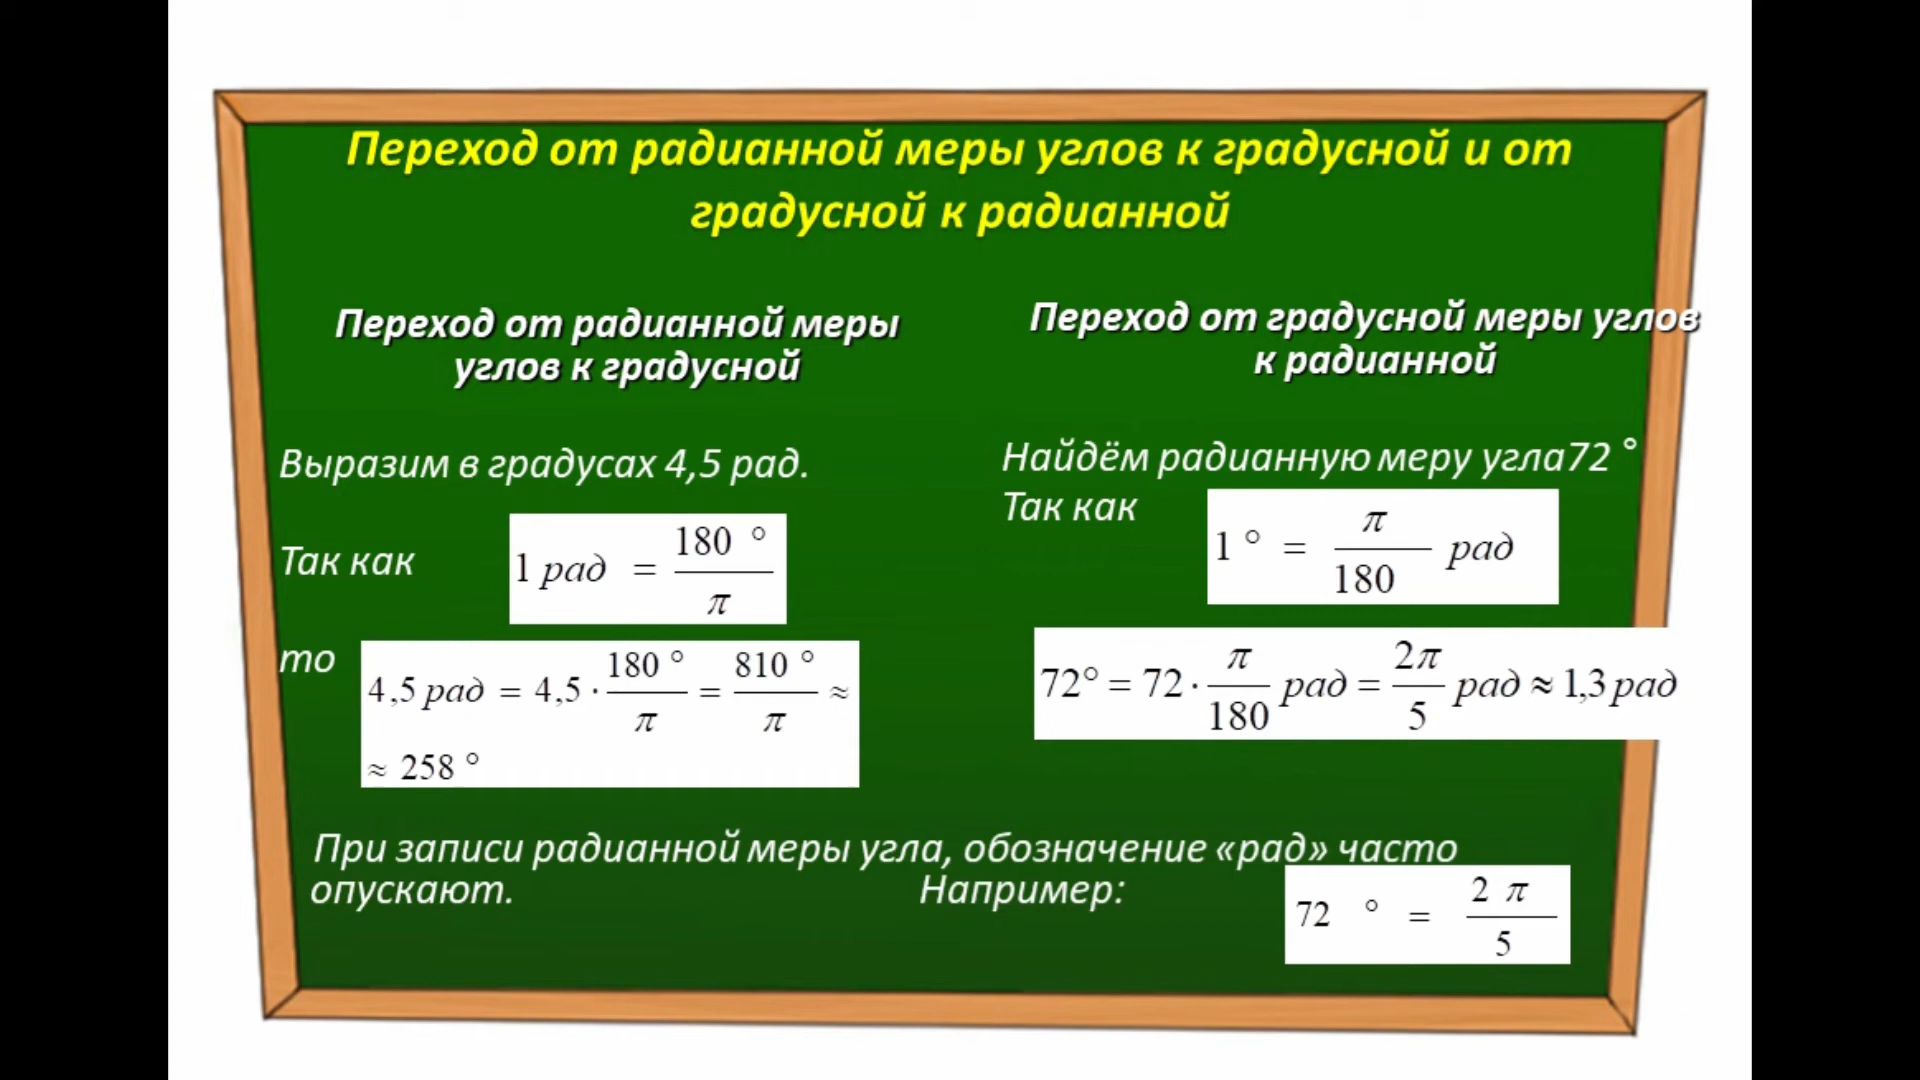 Переход от радианной меры углов к градусной и от
градусной к радианной
Переход от радианной меры
углов к градусной
Выразим в градусах 4,5 рад.
Так как
1 рад = 180 ° / π
то
4,5 рад = 4,5 · 180 ° / π = 810 ° / π ≈
≈ 258 °
Переход от градусной меры углов
к радианной
Найдём радианную меру угла72 °
Так как
1 ° = π / 180 рад
72° = 72 · π / 180 рад = 2π / 5 рад ≈ 1,3 рад
При записи радианной меры угла, обозначение «рад» часто
опускают. Например:
72 ° = 2 π / 5